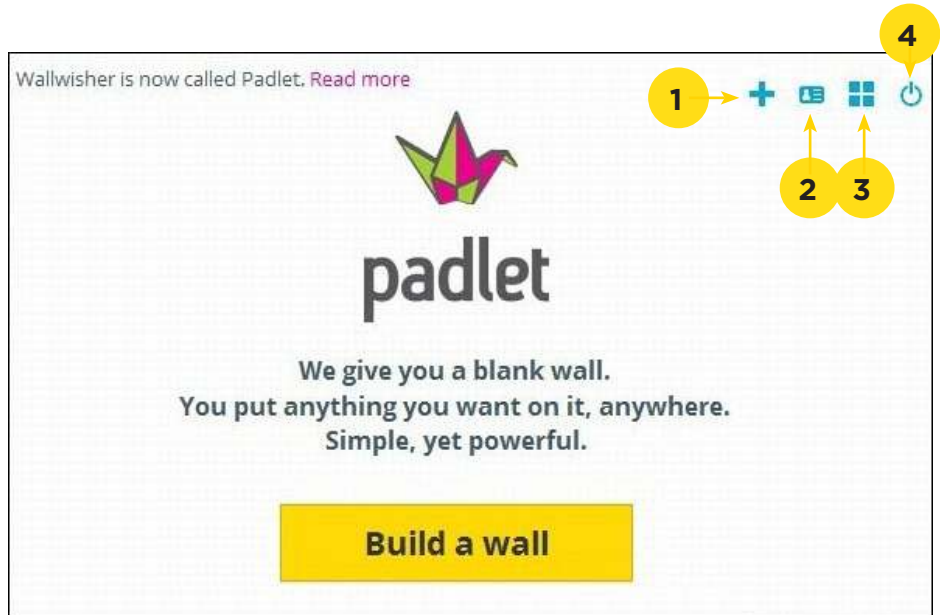 4
Wallwisher is now called Padlet. Read more
1
2
3
padlet
We give you a blank wall.
You put anything you want on it, anywhere.
Simple, yet powerful.
Build a wall